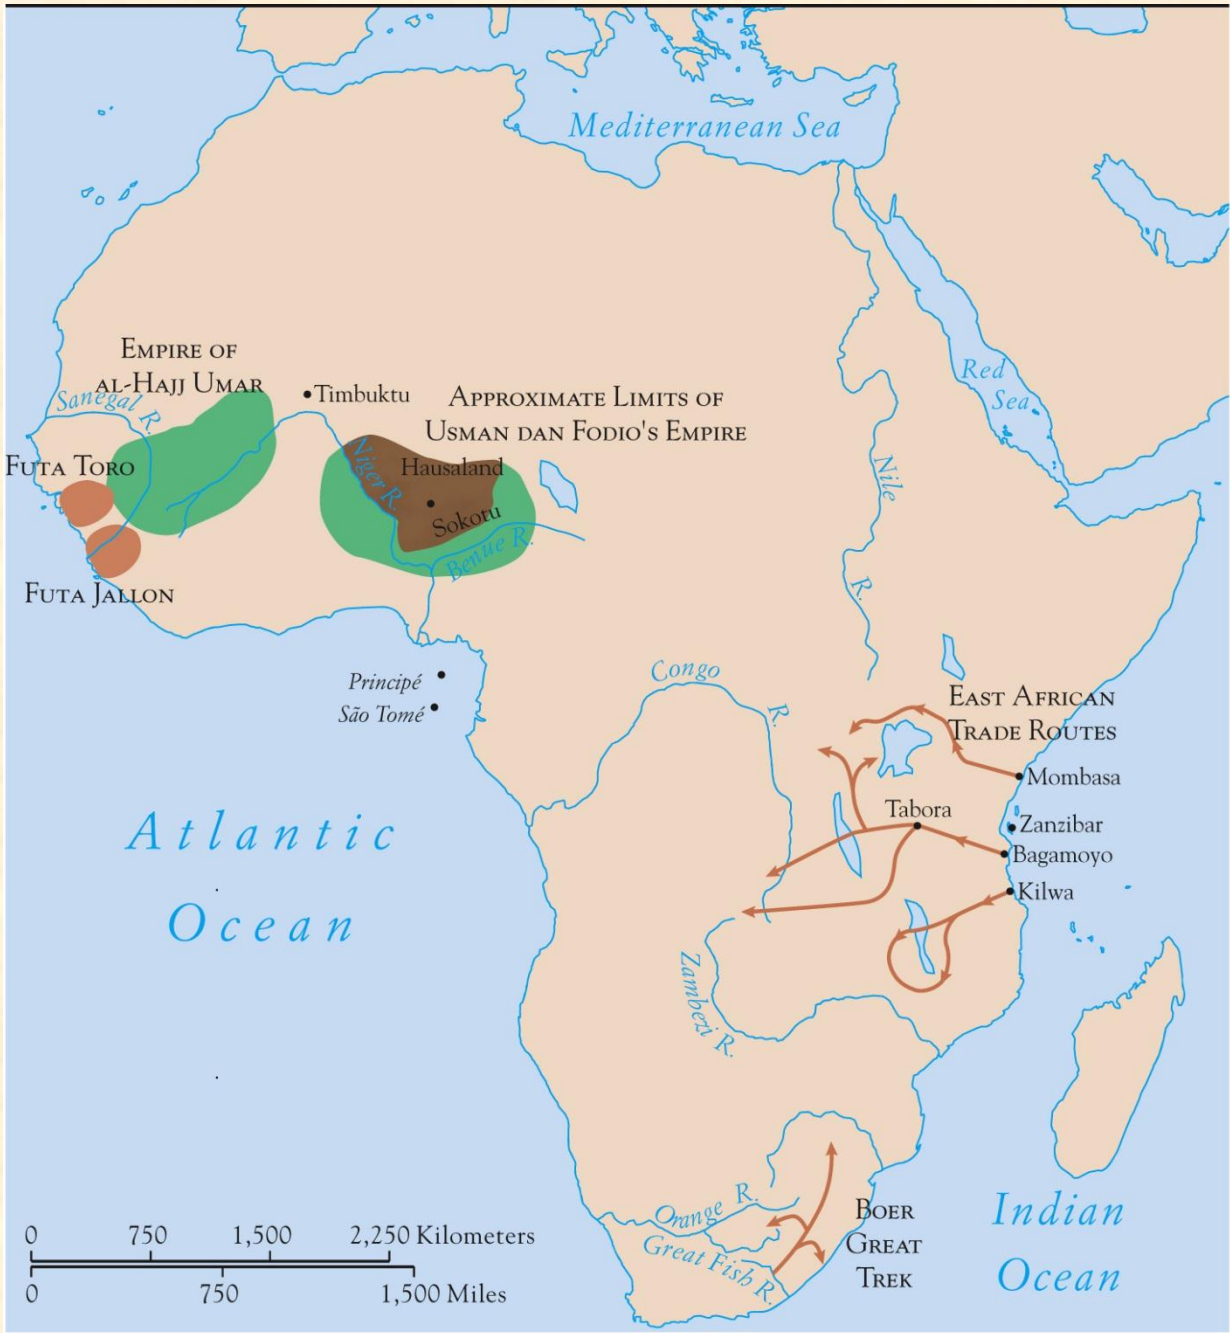 Mediterranean Sea
EMPIRE OF
AL-HAJJ UMAR
Sanegal R.
Timbuktu
APPROXIMATE LIMITS OF
USMAN DAN FODIO'S EMPIRE
Red
Sea
FUTA TORO
Niger R.
Hausaland
Sokotu
Benue R.
Nile
R.
FUTA JALLON
Principé
São Tomé
Congo
R.
EAST AFRICAN
TRADE ROUTES
Mombasa
Tabora
Zanzibar
Bagamoyo
Kilwa
Atlantic
Ocean
Zambezi R.
Orange R.
Great Fish R.
BOER
GREAT
TREK
Indian
Ocean
0 750 1,500 2,250 Kilometers
0 750 1,500 Miles